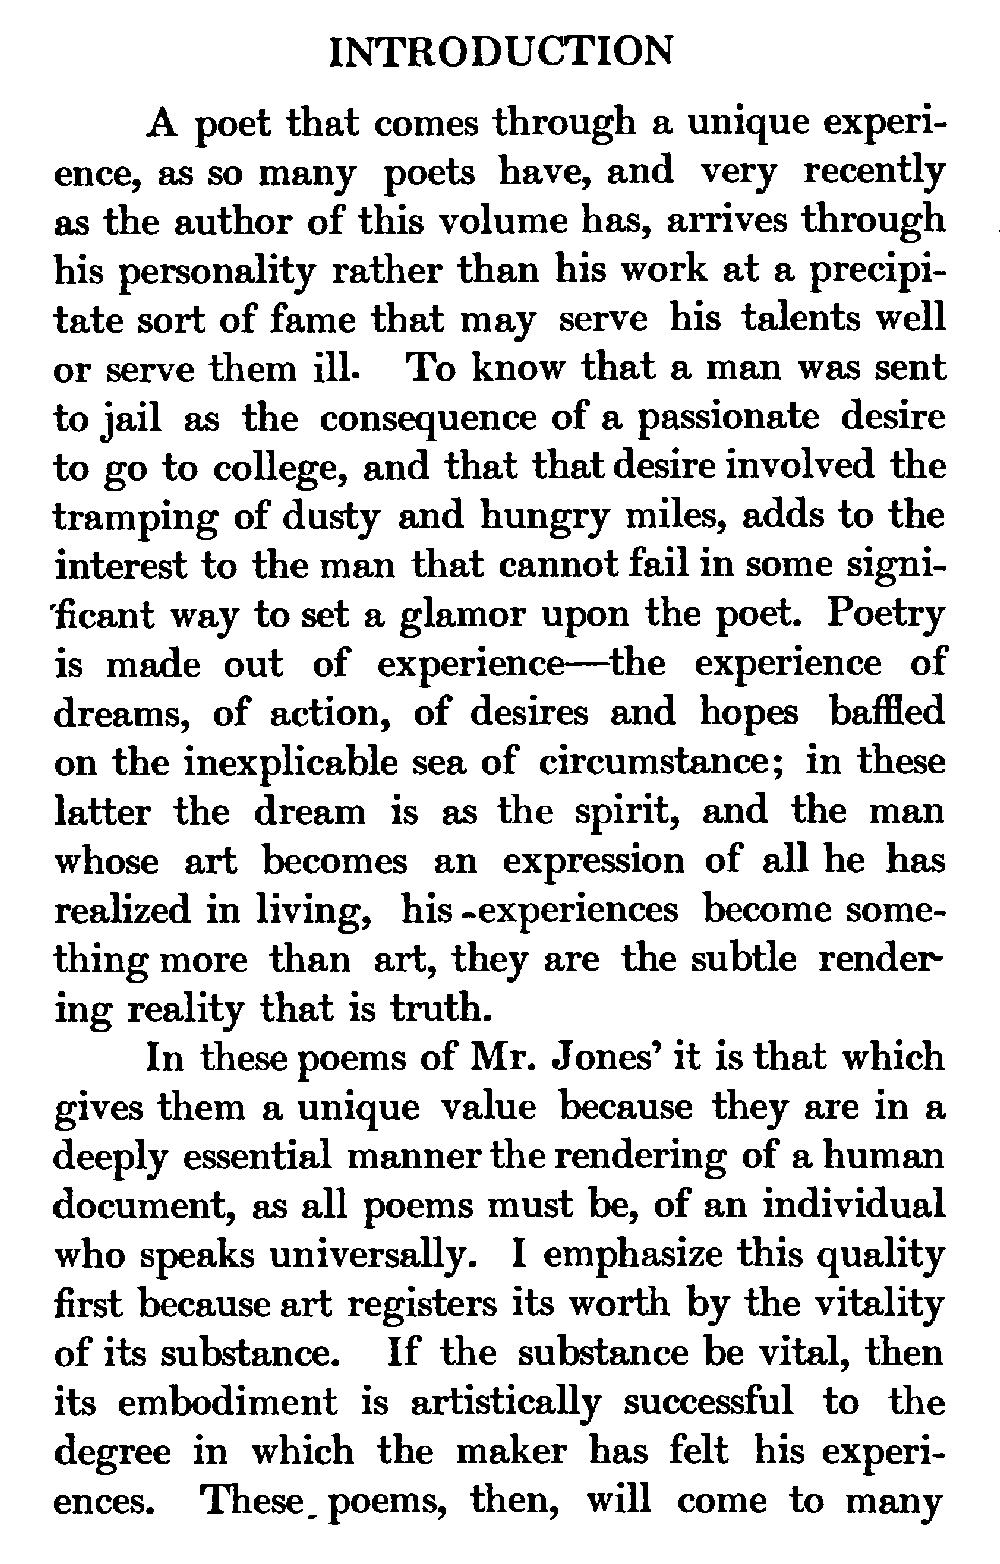 INTRODUCTION
A poet that comes through a unique experi-
ence, as so many poets have, and very recently
as the author of this volume has, arrives through
his personality rather than his work at a precipi-
tate sort of fame that may serve his talents well
or serve them ill. To know that a man was sent
to jail as the consequence of a passionate desire
to go to college, and that that desire involved the
tramping of dusty and hungry miles, adds to the
interest to the man that cannot fail in some signi-
ficant way to set a glamor upon the poet. Poetry
is made out of experience—the experience of
dreams, of action, of desires and hopes baffled
on the inexplicable sea of circumstance; in these
latter the dream is as the spirit, and the man
whose art becomes an expression of all he has
realized in living, his experiences become some-
thing more than art, they are the subtle render-
ing reality that is truth.
In these poems of Mr. Jones’ it is that which
gives them a unique value because they are in a
deeply essential manner the rendering of a human
document, as all poems must be, of an individual
who speaks universally. I emphasize this quality
first because art registers its worth by the vitality
of its substance. If the substance be vital, then
its embodiment is artistically successful to the
degree in which the maker has felt his experi-
ences. These poems, then, will come to many